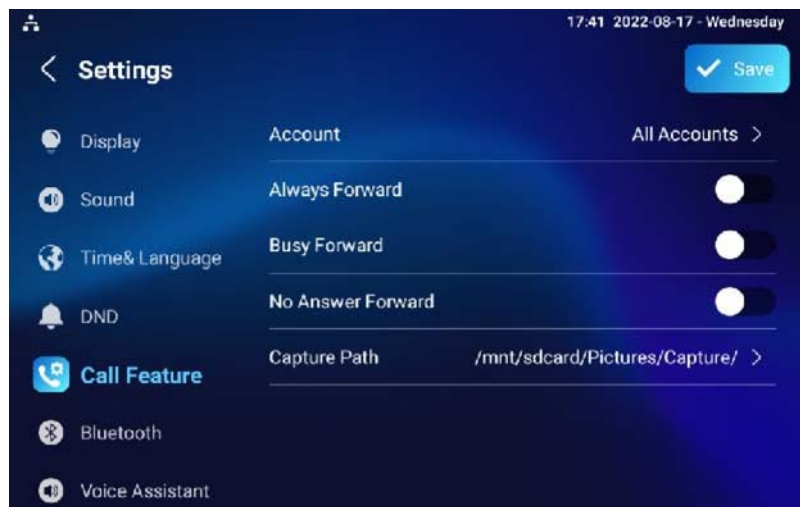 17:41 2022-08-17 - Wednesday
Settings
Save
Display
Sound
Time& Language
DND
Call Feature
Bluetooth
Voice Assistant
Account All Accounts
Always Forward
Busy Forward
No Answer Forward
Capture Path /mnt/sdcard/Pictures/Capture/